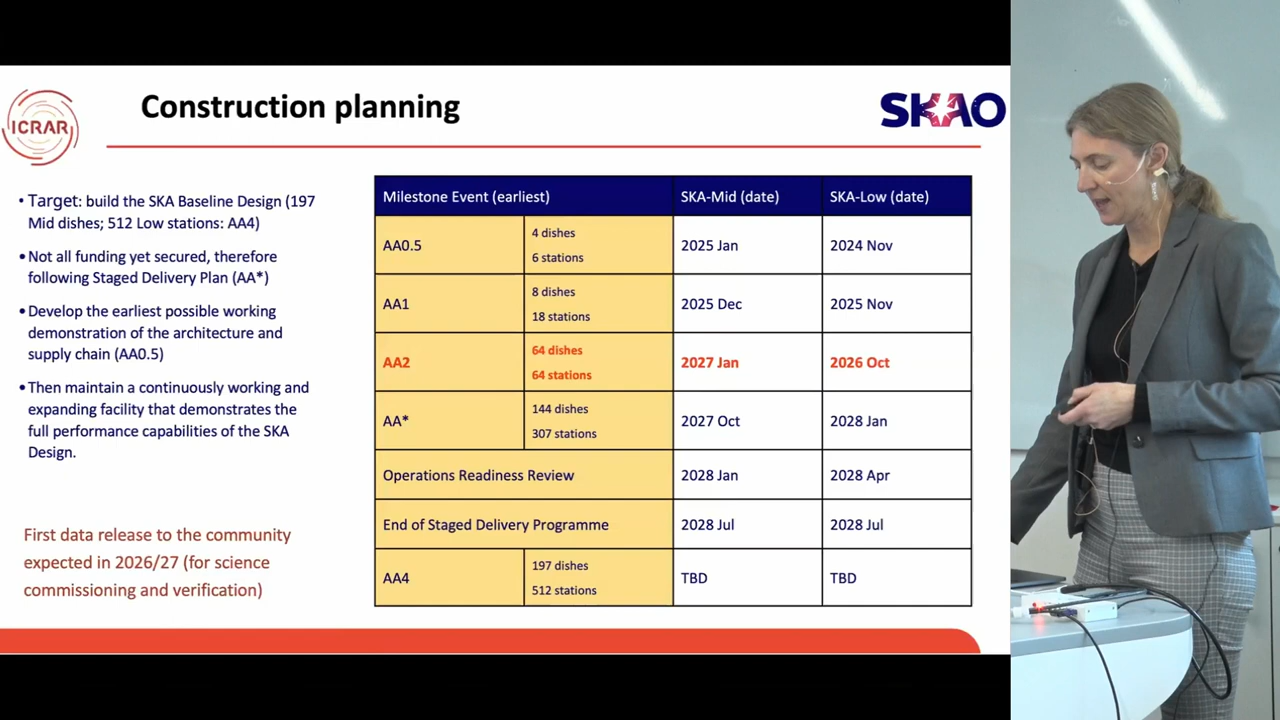 ICRAR
Construction planning
SKAO
• Target: build the SKA Baseline Design (197
Mid dishes; 512 Low stations: AA4)
• Not all funding yet secured, therefore
following Staged Delivery Plan (AA*)
• Develop the earliest possible working
demonstration of the architecture and
supply chain (AA0.5)
• Then maintain a continuously working and
expanding facility that demonstrates the
full performance capabilities of the SKA
Design.
First data release to the community
expected in 2026/27 (for science
commissioning and verification)
Milestone Event (earliest) SKA-Mid (date) SKA-Low (date)
AA0.5 4 dishes 2025 Jan 2024 Nov
6 stations
AA1 8 dishes 2025 Dec 2025 Nov
18 stations
AA2 64 dishes 2027 Jan 2026 Oct
64 stations
AA* 144 dishes 2027 Oct 2028 Jan
307 stations
Operations Readiness Review 2028 Jan 2028 Apr
End of Staged Delivery Programme 2028 Jul 2028 Jul
AA4 197 dishes TBD TBD
512 stations